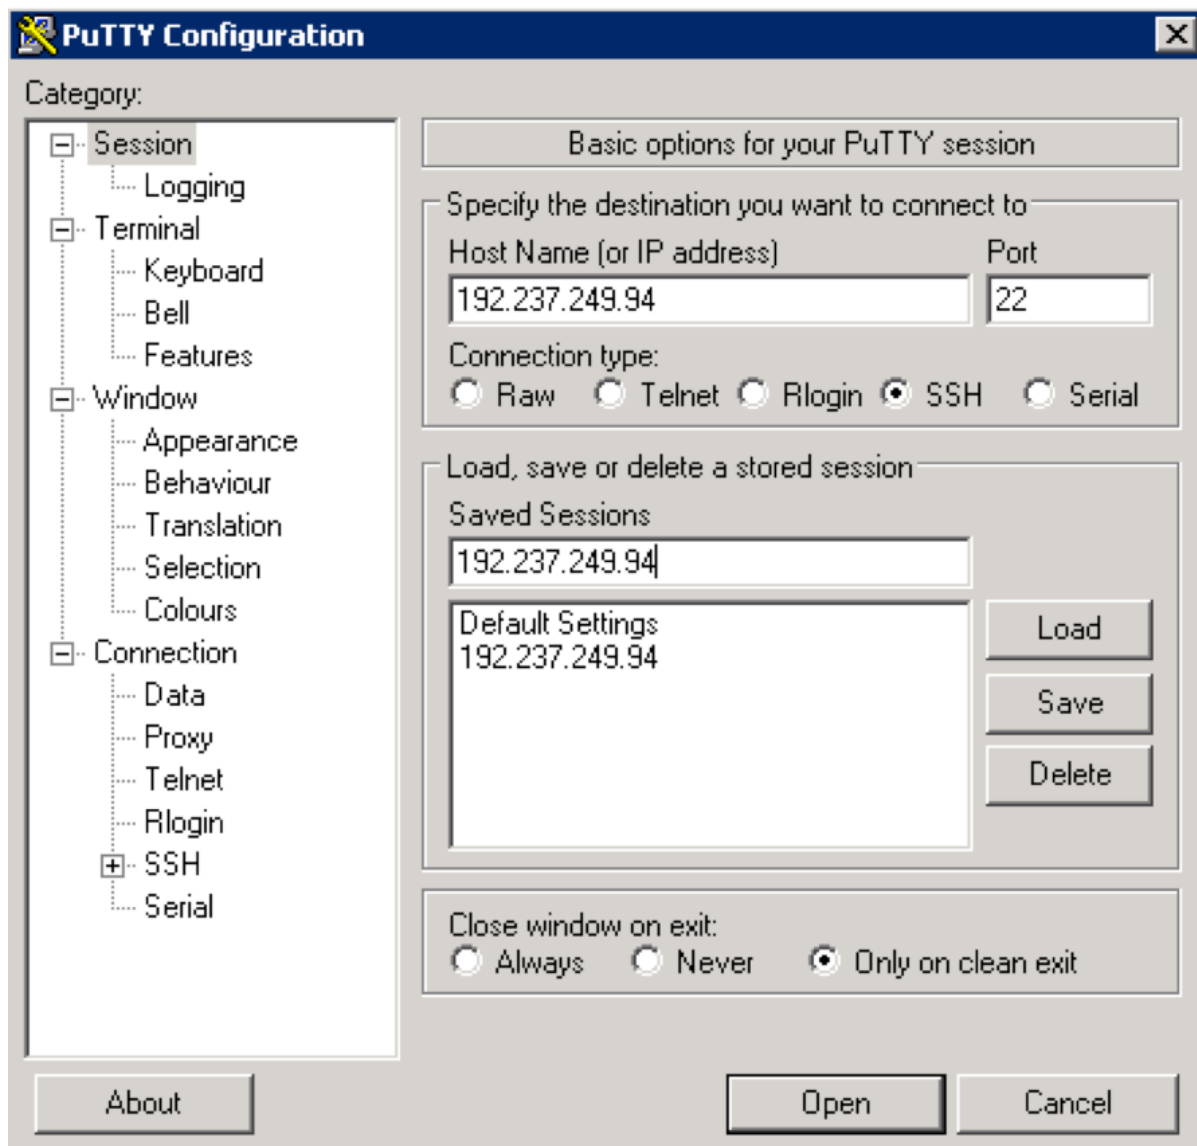 PuTTY Configuration
Category:
Session
Logging
Terminal
Keyboard
Bell
Features
Window
Appearance
Behaviour
Translation
Selection
Colours
Connection
Data
Proxy
Telnet
Rlogin
SSH
Serial
Basic options for your PuTTY session
Specify the destination you want to connect to
Host Name (or IP address) Port
192.237.249.94 22
Connection type:
Raw Telnet Rlogin SSH Serial
Load, save or delete a stored session
Saved Sessions
192.237.249.94
Default Settings
192.237.249.94
Load
Save
Delete
Close window on exit:
Always Never Only on clean exit
About Open Cancel